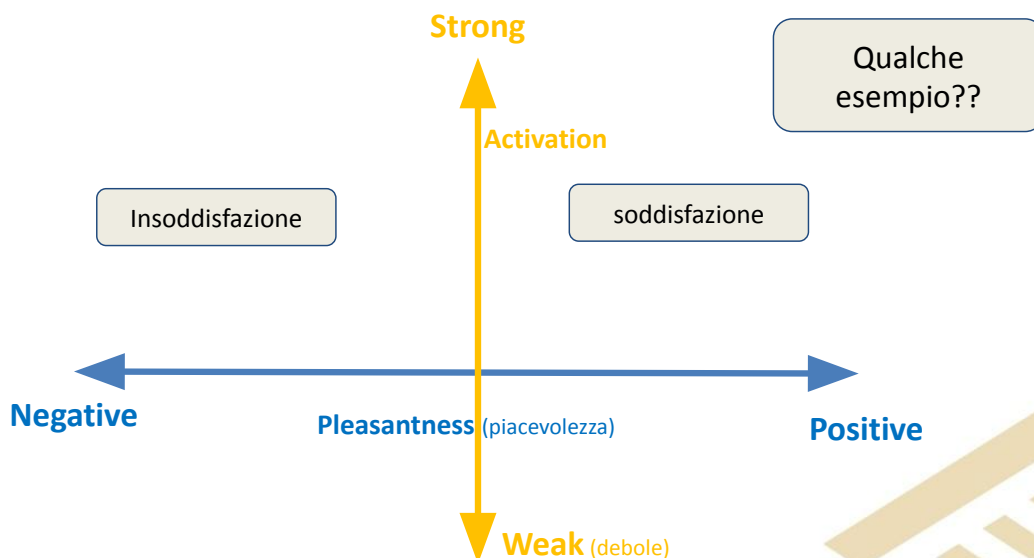 Strong
Qualche
esempio??
Activation
Insoddisfazione
soddisfazione
Negative
Pleasantness (piacevolezza)
Positive
Weak (debole)